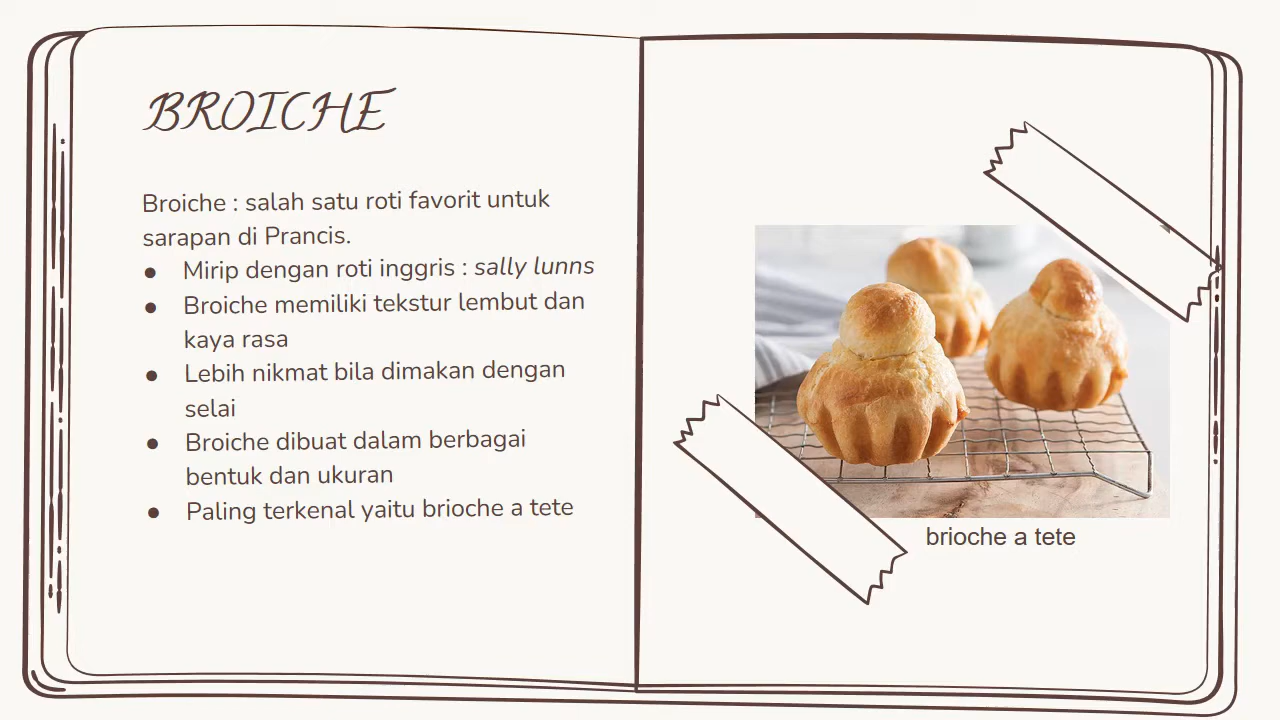 BROICHE
Broiche : salah satu roti favorit untuk
sarapan di Prancis.
● Mirip dengan roti inggris : sally lunns
● Broiche memiliki tekstur lembut dan
kaya rasa
● Lebih nikmat bila dimakan dengan
selai
● Broiche dibuat dalam berbagai
bentuk dan ukuran
● Paling terkenal yaitu brioche a tete
brioche a tete